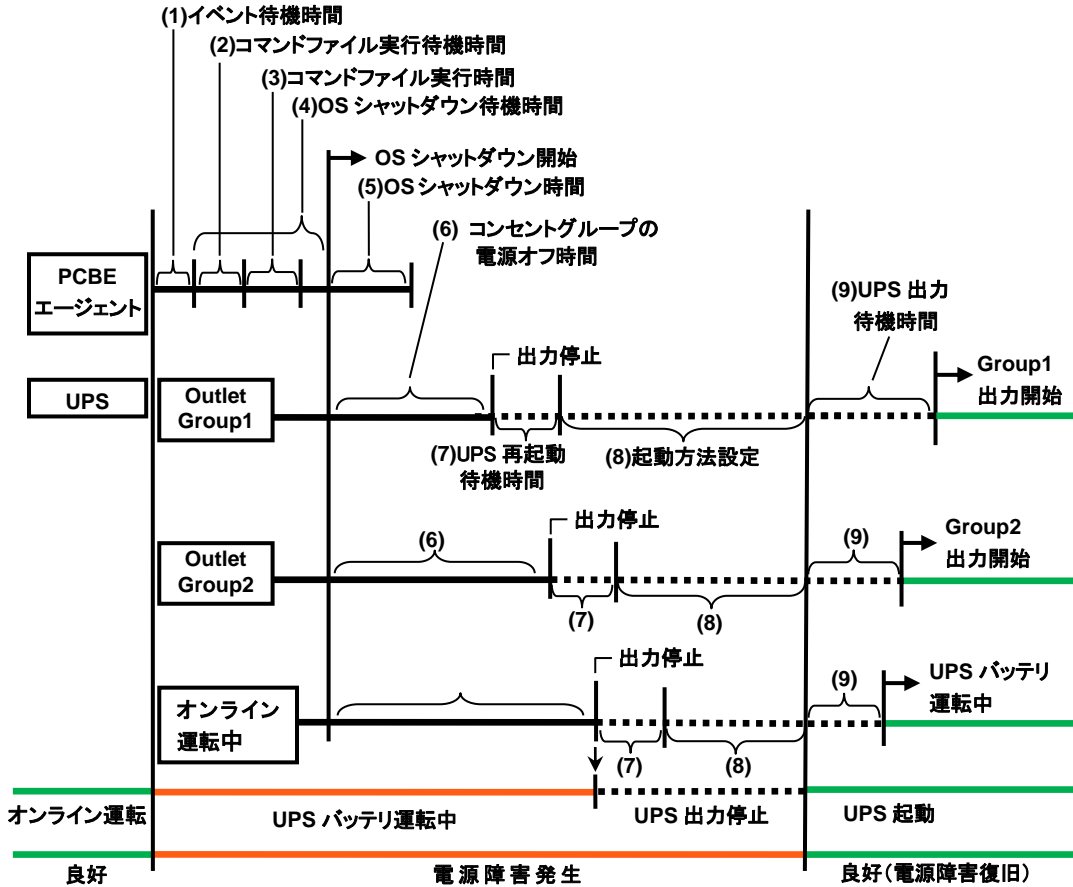 (1)イベント待機時間
(2)コマンドファイル実行待機時間
(3)コマンドファイル実行時間
(4)OS シャットダウン待機時間
OS シャットダウン開始
(5)OSシャットダウン時間
(6) コンセントグループの
電源オフ時間
PCBE
エージェント
(9)UPS 出力
待機時間
出力停止
Group1
出力開始
UPS
Outlet
Group1
(7)UPS 再起動
待機時間
(8)起動方法設定
出力停止
Group2
出力開始
(6)
(9)
Outlet
Group2
(7)
(8)
出力停止
UPS バッテリ
運転中
(9)
オンライン
運転中
(7)
(8)
オンライン運転
UPS バッテリ運転中
UPS 出力停止
UPS 起動
良好
電源障害発生
良好(電源障害復旧)